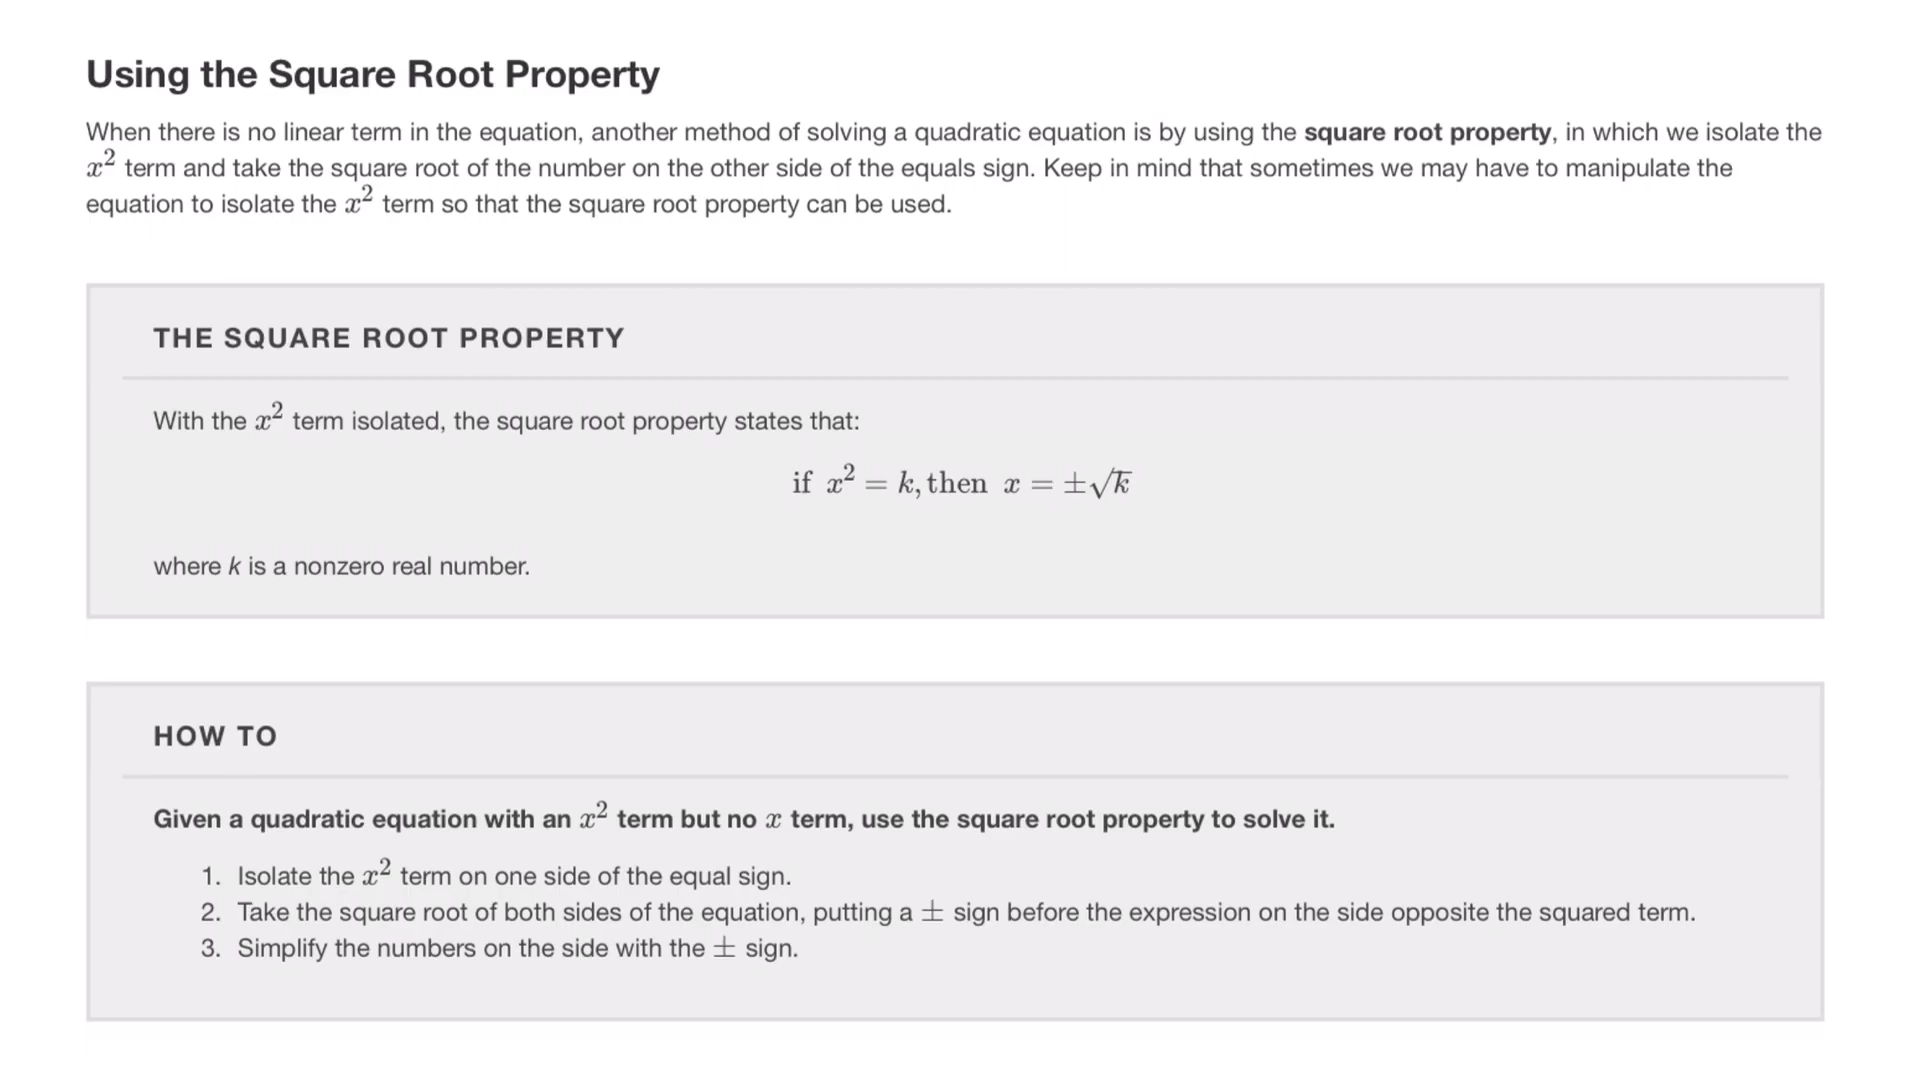 Using the Square Root Property
When there is no linear term in the equation, another method of solving a quadratic equation is by using the square root property, in which we isolate the
x² term and take the square root of the number on the other side of the equals sign. Keep in mind that sometimes we may have to manipulate the
equation to isolate the x² term so that the square root property can be used.
THE SQUARE ROOT PROPERTY
With the x² term isolated, the square root property states that:
if x² = k, then x = ±√k
where k is a nonzero real number.
HOW TO
Given a quadratic equation with an x² term but no x term, use the square root property to solve it.
1. Isolate the x² term on one side of the equal sign.
2. Take the square root of both sides of the equation, putting a ± sign before the expression on the side opposite the squared term.
3. Simplify the numbers on the side with the ± sign.